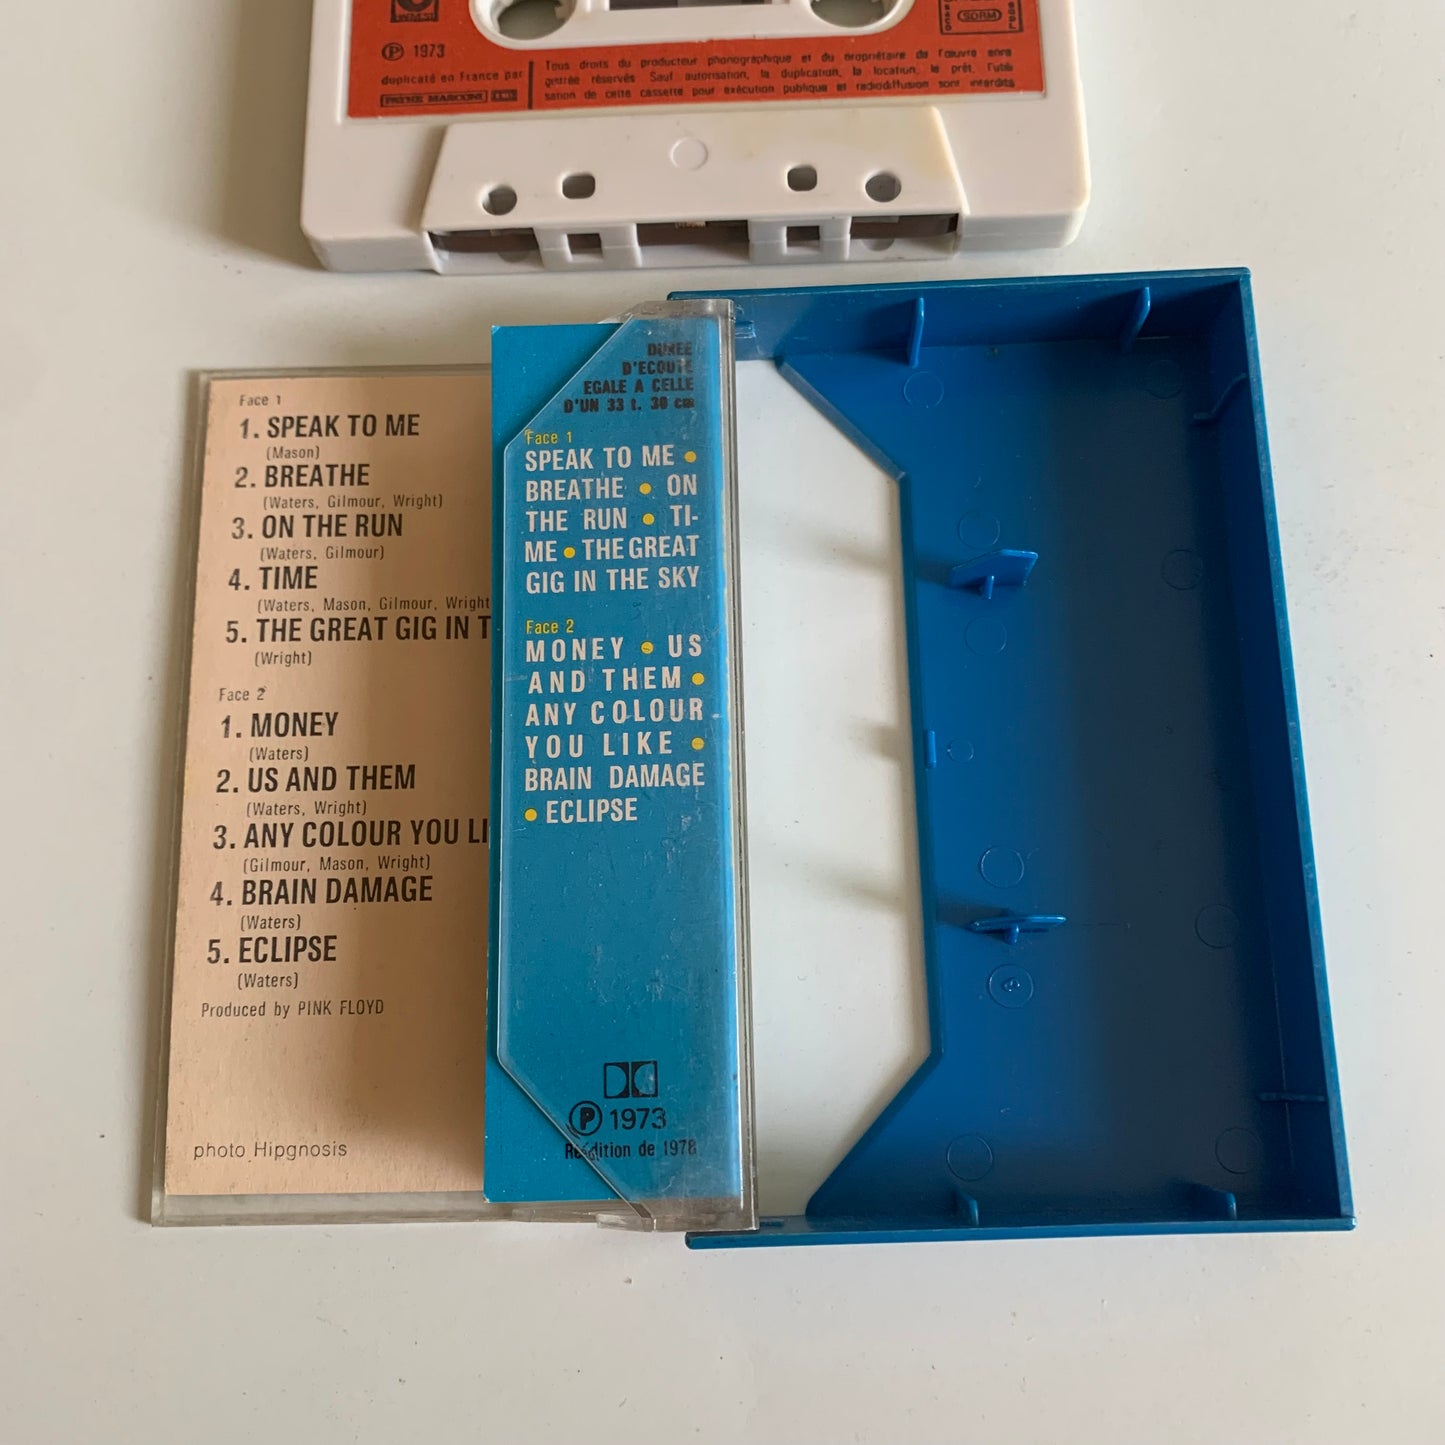 ℗ 1973
dupliqué en France par
PATHE MARCONI EMI
Tous droits du producteur phonographique et du propriétaire de l'œuvre enre
gistrée réservés Sauf autorisation, la duplication, la location, le prêt, l'utili
sation de cette cassette pour exécution publique et radiodiffusion sont interdits
SDRM
Face 1
1. SPEAK TO ME
(Mason)
2. BREATHE
(Waters, Gilmour, Wright)
3. ON THE RUN
(Waters, Gilmour)
4. TIME
(Waters, Mason, Gilmour, Wright
5. THE GREAT GIG IN T
(Wright)
Face 2
1. MONEY
(Waters)
2. US AND THEM
(Waters, Wright)
3. ANY COLOUR YOU LI
(Gilmour, Mason, Wright)
4. BRAIN DAMAGE
(Waters)
5. ECLIPSE
(Waters)
Produced by PINK FLOYD
photo Hipgnosis
DUREE
D'ECOUTE
EGALE A CELLE
D'UN 33 t. 30 cm
Face 1
SPEAK TO ME •
BREATHE • ON
THE RUN • TI-
ME • THE GREAT
GIG IN THE SKY
Face 2
MONEY • US
AND THEM •
ANY COLOUR
YOU LIKE •
BRAIN DAMAGE
• ECLIPSE
℗ 1973
Réédition de 1978